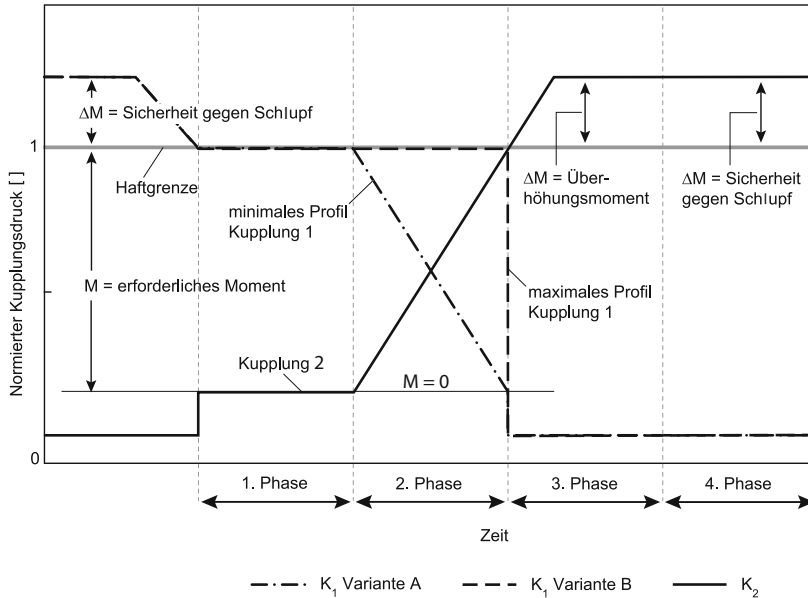 Normierter Kupplungsdruck [ ]
1
0
ΔM = Sicherheit gegen Schlupf
Haftgrenze
minimales Profil
Kupplung 1
M = erforderliches Moment
Kupplung 2
M = 0
maximales Profil
Kupplung 1
ΔM = Über-
höhungsmoment
ΔM = Sicherheit
gegen Schlupf
1. Phase
2. Phase
3. Phase
4. Phase
Zeit
K₁ Variante A
K₁ Variante B
K₂